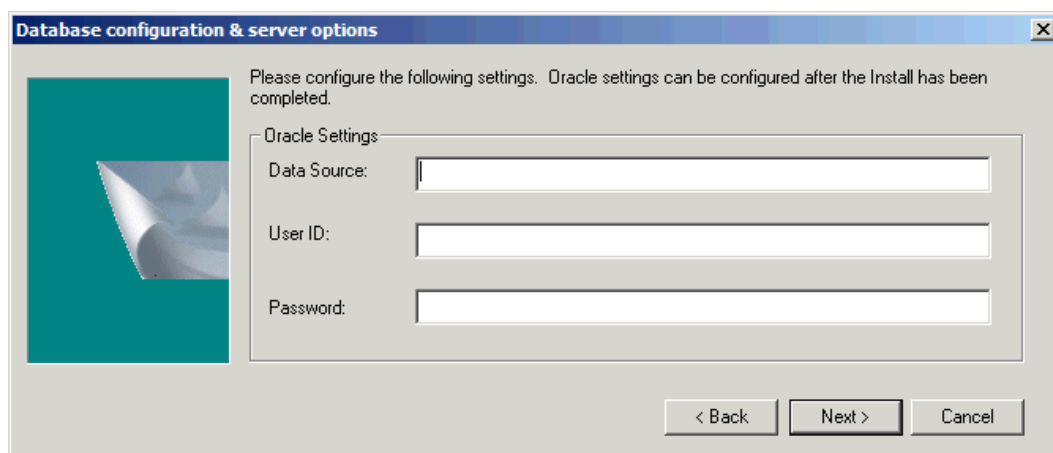 Database configuration & server options
Please configure the following settings.  Oracle settings can be configured after the Install has been
completed.
Oracle Settings
Data Source:
User ID:
Password:
< Back
Next >
Cancel